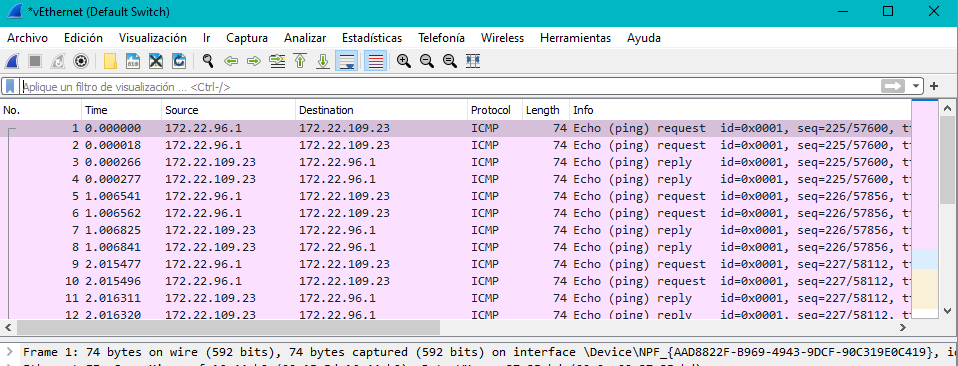 *vEthernet (Default Switch)
Archivo Edición Visualización Ir Captura Analizar Estadísticas Telefonía Wireless Herramientas Ayuda
Aplique un filtro de visualización ... <Ctrl-/>
No. Time Source Destination Protocol Length Info
1 0.000000 172.22.96.1 172.22.109.23 ICMP 74 Echo (ping) request id=0x0001, seq=225/57600, tt
2 0.000018 172.22.96.1 172.22.109.23 ICMP 74 Echo (ping) request id=0x0001, seq=225/57600, tt
3 0.000266 172.22.109.23 172.22.96.1 ICMP 74 Echo (ping) reply id=0x0001, seq=225/57600, tt
4 0.000277 172.22.109.23 172.22.96.1 ICMP 74 Echo (ping) reply id=0x0001, seq=225/57600, tt
5 1.006541 172.22.96.1 172.22.109.23 ICMP 74 Echo (ping) request id=0x0001, seq=226/57856, tt
6 1.006562 172.22.96.1 172.22.109.23 ICMP 74 Echo (ping) request id=0x0001, seq=226/57856, tt
7 1.006825 172.22.109.23 172.22.96.1 ICMP 74 Echo (ping) reply id=0x0001, seq=226/57856, tt
8 1.006841 172.22.109.23 172.22.96.1 ICMP 74 Echo (ping) reply id=0x0001, seq=226/57856, tt
9 2.015477 172.22.96.1 172.22.109.23 ICMP 74 Echo (ping) request id=0x0001, seq=227/58112, tt
10 2.015496 172.22.96.1 172.22.109.23 ICMP 74 Echo (ping) request id=0x0001, seq=227/58112, tt
11 2.016311 172.22.109.23 172.22.96.1 ICMP 74 Echo (ping) reply id=0x0001, seq=227/58112, tt
12 2.016320 172.22.109.23 172.22.96.1 ICMP 74 Echo (ping) reply id=0x0001, seq=227/58112, tt
Frame 1: 74 bytes on wire (592 bits), 74 bytes captured (592 bits) on interface \Device\NPF_{AAD8822F-B969-4943-9DCF-90C319E0C419}, id